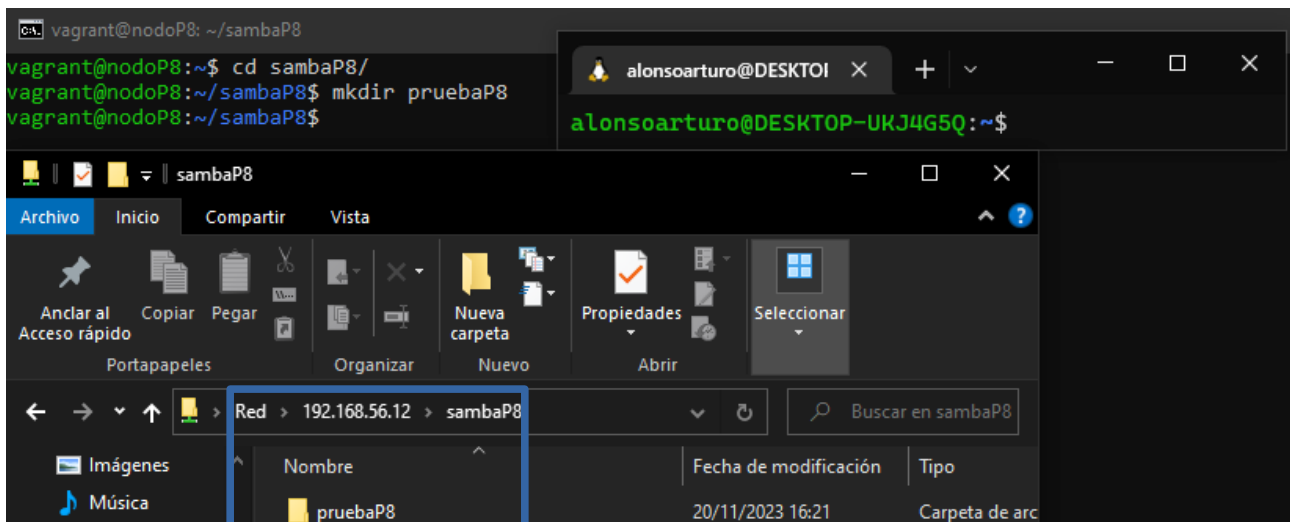 vagrant@nodoP8: ~/sambaP8
vagrant@nodoP8:~$ cd sambaP8/
vagrant@nodoP8:~/sambaP8$ mkdir pruebaP8
vagrant@nodoP8:~/sambaP8$
alonsoarturo@DESKTOI
alonsoarturo@DESKTOP-UKJ4G5Q:~$
sambaP8
Archivo Inicio Compartir Vista
Anclar al
Acceso rápido
Copiar
Pegar
Nueva
carpeta
Propiedades
Seleccionar
Portapapeles Organizar Nuevo Abrir
Red > 192.168.56.12 > sambaP8
Buscar en sambaP8
Imágenes
Nombre Fecha de modificación Tipo
Música
pruebaP8 20/11/2023 16:21 Carpeta de arc